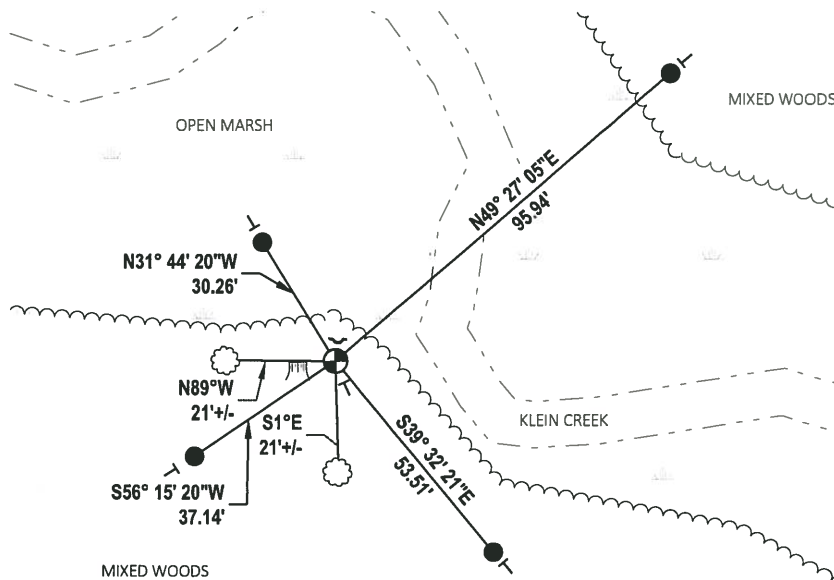 MIXED WOODS
OPEN MARSH
N49° 27' 05"E
95.94'
N31° 44' 20"W
30.26'
N89°W
21'+/-
S1°E
21'+/-
S39° 32' 21"E
53.51'
KLEIN CREEK
S56° 15' 20"W
37.14'
MIXED WOODS